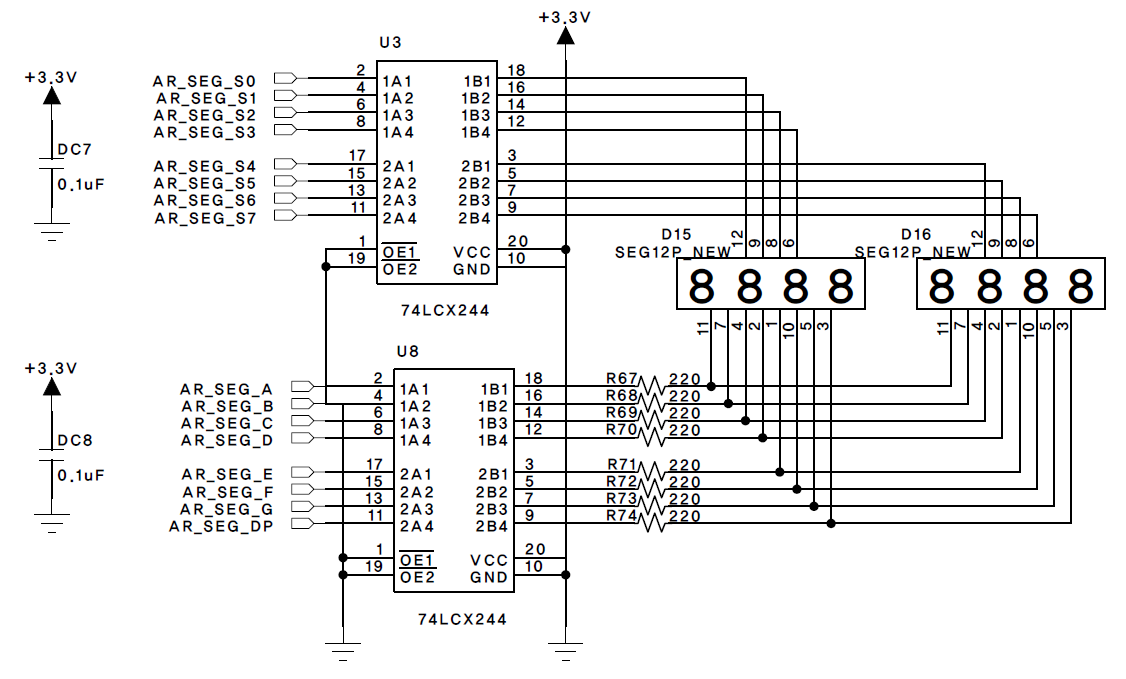 +3.3V
U3
+3.3V
AR_SEG_S0 2 1A1 1B1 18
AR_SEG_S1 4 1A2 1B2 16
AR_SEG_S2 6 1A3 1B3 14
AR_SEG_S3 8 1A4 1B4 12
DC7
0.1uF
AR_SEG_S4 17 2A1 2B1 3
AR_SEG_S5 15 2A2 2B2 5
AR_SEG_S6 13 2A3 2B3 7
AR_SEG_S7 11 2A4 2B4 9
1 OE1 VCC 20
19 OE2 GND 10
74LCX244
D15
SEG12P_NEW
12 9 8 6
8 8 8 8
11 7 4 2 1 10 5 3
D16
SEG12P_NEW
12 9 8 6
8 8 8 8
11 7 4 2 1 10 5 3
+3.3V
U8
AR_SEG_A 2 1A1 1B1 18 R67 220
AR_SEG_B 4 1A2 1B2 16 R68 220
AR_SEG_C 6 1A3 1B3 14 R69 220
AR_SEG_D 8 1A4 1B4 12 R70 220
DC8
0.1uF
AR_SEG_E 17 2A1 2B1 3 R71 220
AR_SEG_F 15 2A2 2B2 5 R72 220
AR_SEG_G 13 2A3 2B3 7 R73 220
AR_SEG_DP 11 2A4 2B4 9 R74 220
1 OE1 VCC 20
19 OE2 GND 10
74LCX244